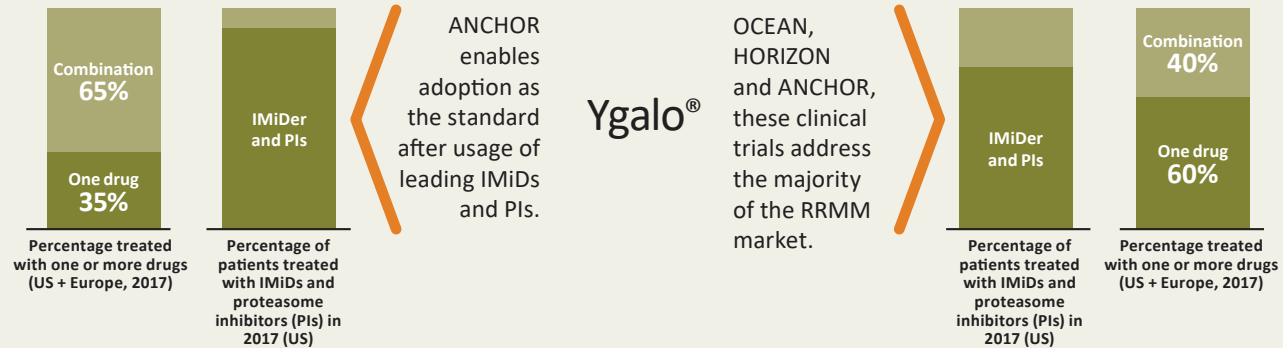 Combination
65%
One drug
35%
Percentage treated
with one or more drugs
(US + Europe, 2017)
IMiDer
and PIs
Percentage of
patients treated
with IMiDs and
proteasome
inhibitors (PIs) in
2017 (US)
ANCHOR
enables
adoption as
the standard
after usage of
leading IMiDs
and PIs.
Ygalo®
OCEAN,
HORIZON
and ANCHOR,
these clinical
trials address
the majority
of the RRMM
market.
IMiDer
and PIs
Percentage of
patients treated
with IMiDs and
proteasome
inhibitors (PIs) in
2017 (US)
Combination
40%
One drug
60%
Percentage treated
with one or more drugs
(US + Europe, 2017)